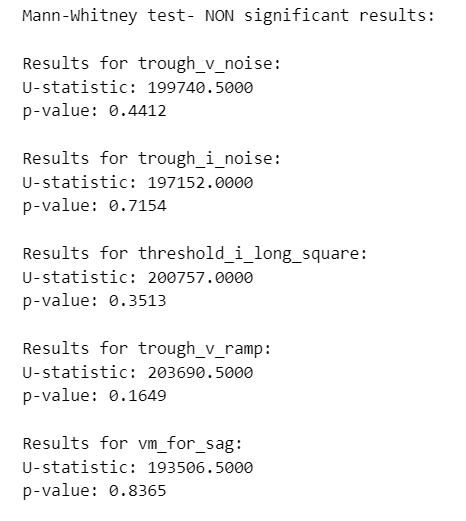 Mann-Whitney test- NON significant results:
Results for trough_v_noise:
U-statistic: 199740.5000
p-value: 0.4412
Results for trough_i_noise:
U-statistic: 197152.0000
p-value: 0.7154
Results for threshold_i_long_square:
U-statistic: 200757.0000
p-value: 0.3513
Results for trough_v_ramp:
U-statistic: 203690.5000
p-value: 0.1649
Results for vm_for_sag:
U-statistic: 193506.5000
p-value: 0.8365